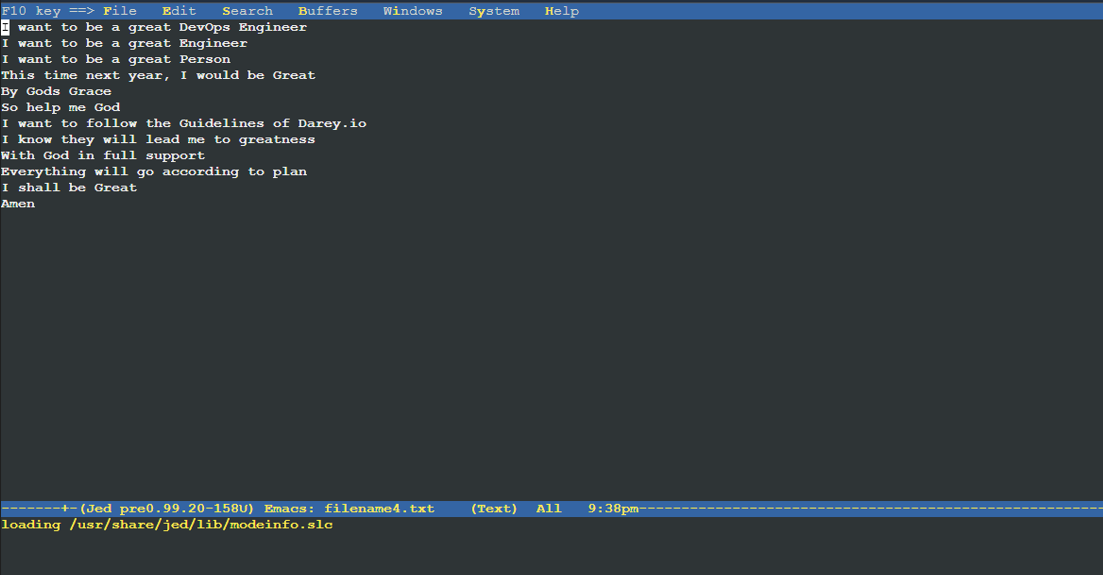 F10 key ==> File Edit Search Buffers Windows System Help
I want to be a great DevOps Engineer
I want to be a great Engineer
I want to be a great Person
This time next year, I would be Great
By Gods Grace
So help me God
I want to follow the Guidelines of Darey.io
I know they will lead me to greatness
With God in full support
Everything will go according to plan
I shall be Great
Amen
-------+-(Jed pre0.99.20-158U) Emacs: filename4.txt (Text) All 9:38pm-------------------------------------------------------
loading /usr/share/jed/lib/modeinfo.slc